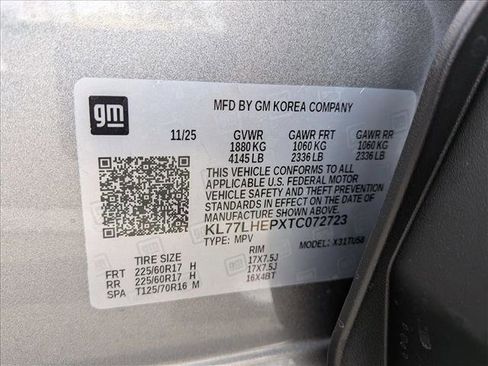 gm
MFD BY GM KOREA COMPANY
11/25 GVWR GAWR FRT GAWR RR
1880 KG 1060 KG 1060 KG
4145 LB 2336 LB 2336 LB
THIS VEHICLE CONFORMS TO ALL
APPLICABLE U.S. FEDERAL MOTOR
VEHICLE SAFETY AND THEFT PREVENTION
STANDARDS IN EFFECT ON THE DATE OF
MANUFACTURE SHOWN ABOVE.
KL77LHEPXTC072723
TYPE: MPV MODEL: X31TU58
TIRE SIZE RIM
FRT 225/60R17 H 17X7.5J
RR 225/60R17 H 17X7.5J
SPA T125/70R16 M 16X4BT